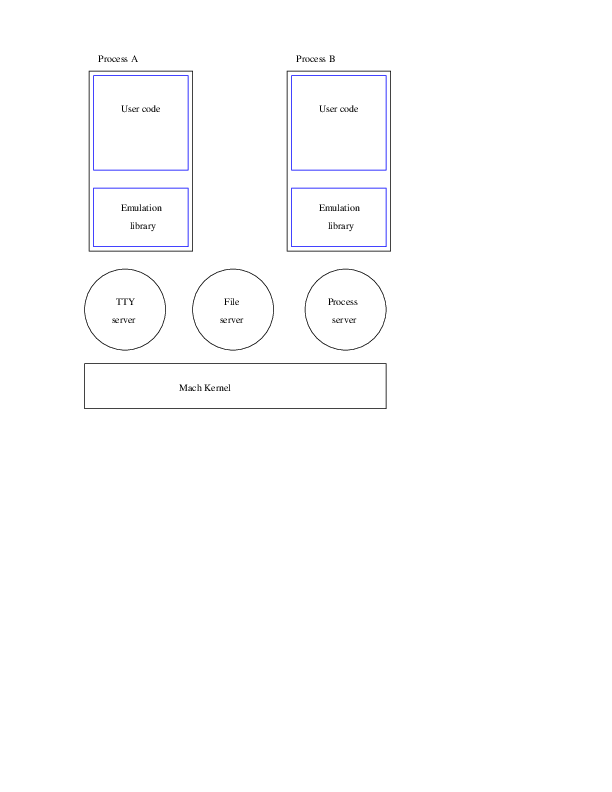 Process A
Process B
User code
User code
Emulation
library
Emulation
library
TTY
server
File
server
Process
server
Mach Kernel